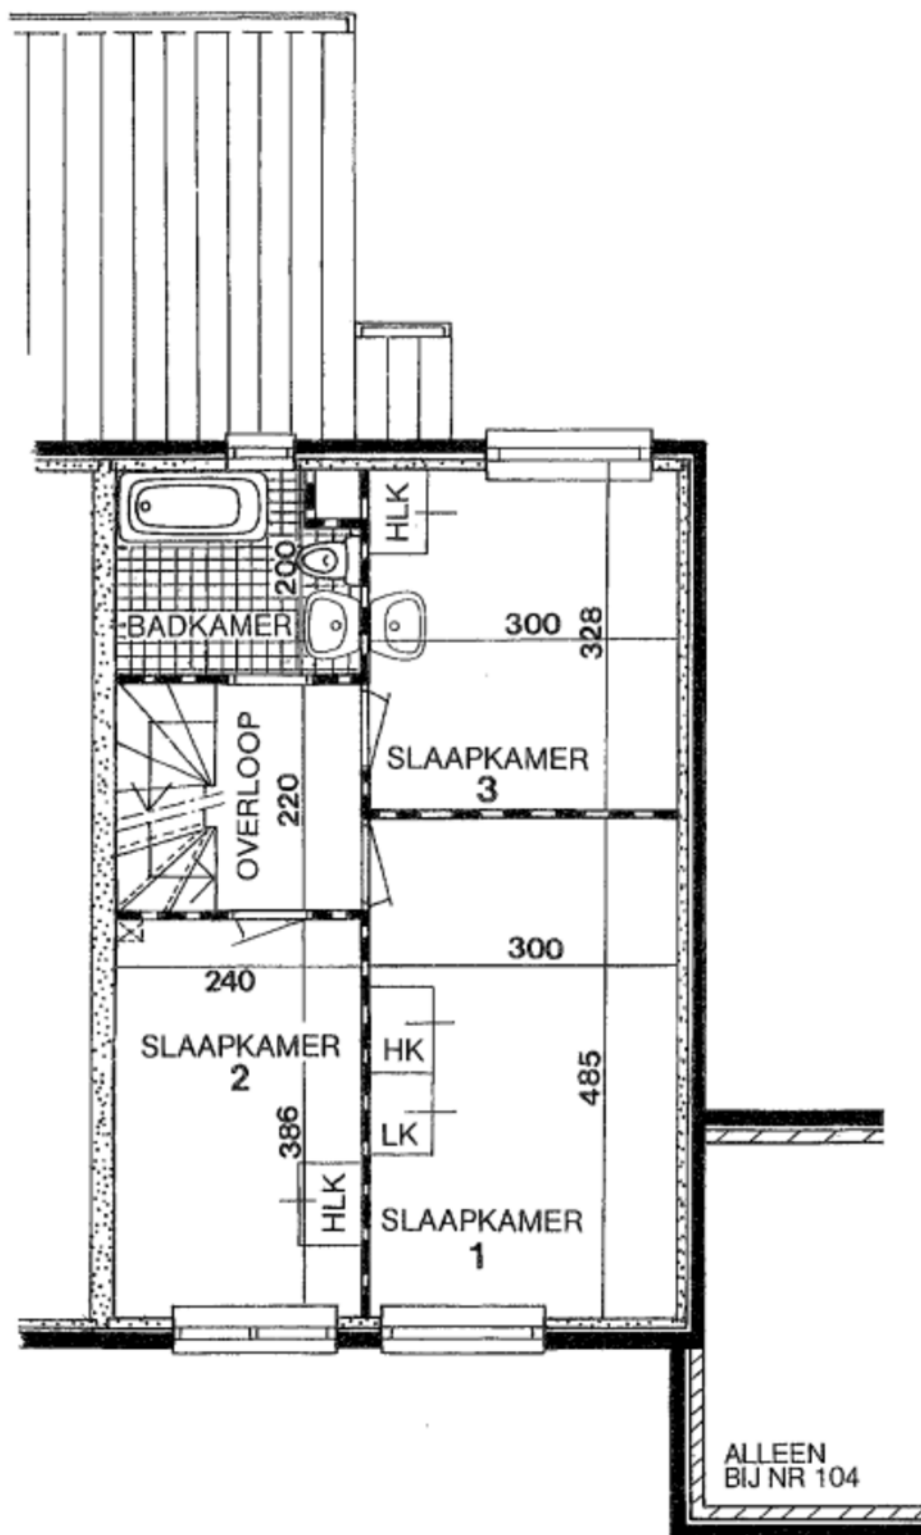 HLK
200
BADKAMER
300
328
SLAAPKAMER
3
OVERLOOP
220
300
240
SLAAPKAMER
2
HK
485
386
LK
HLK
SLAAPKAMER
1
ALLEEN
BIJ NR 104